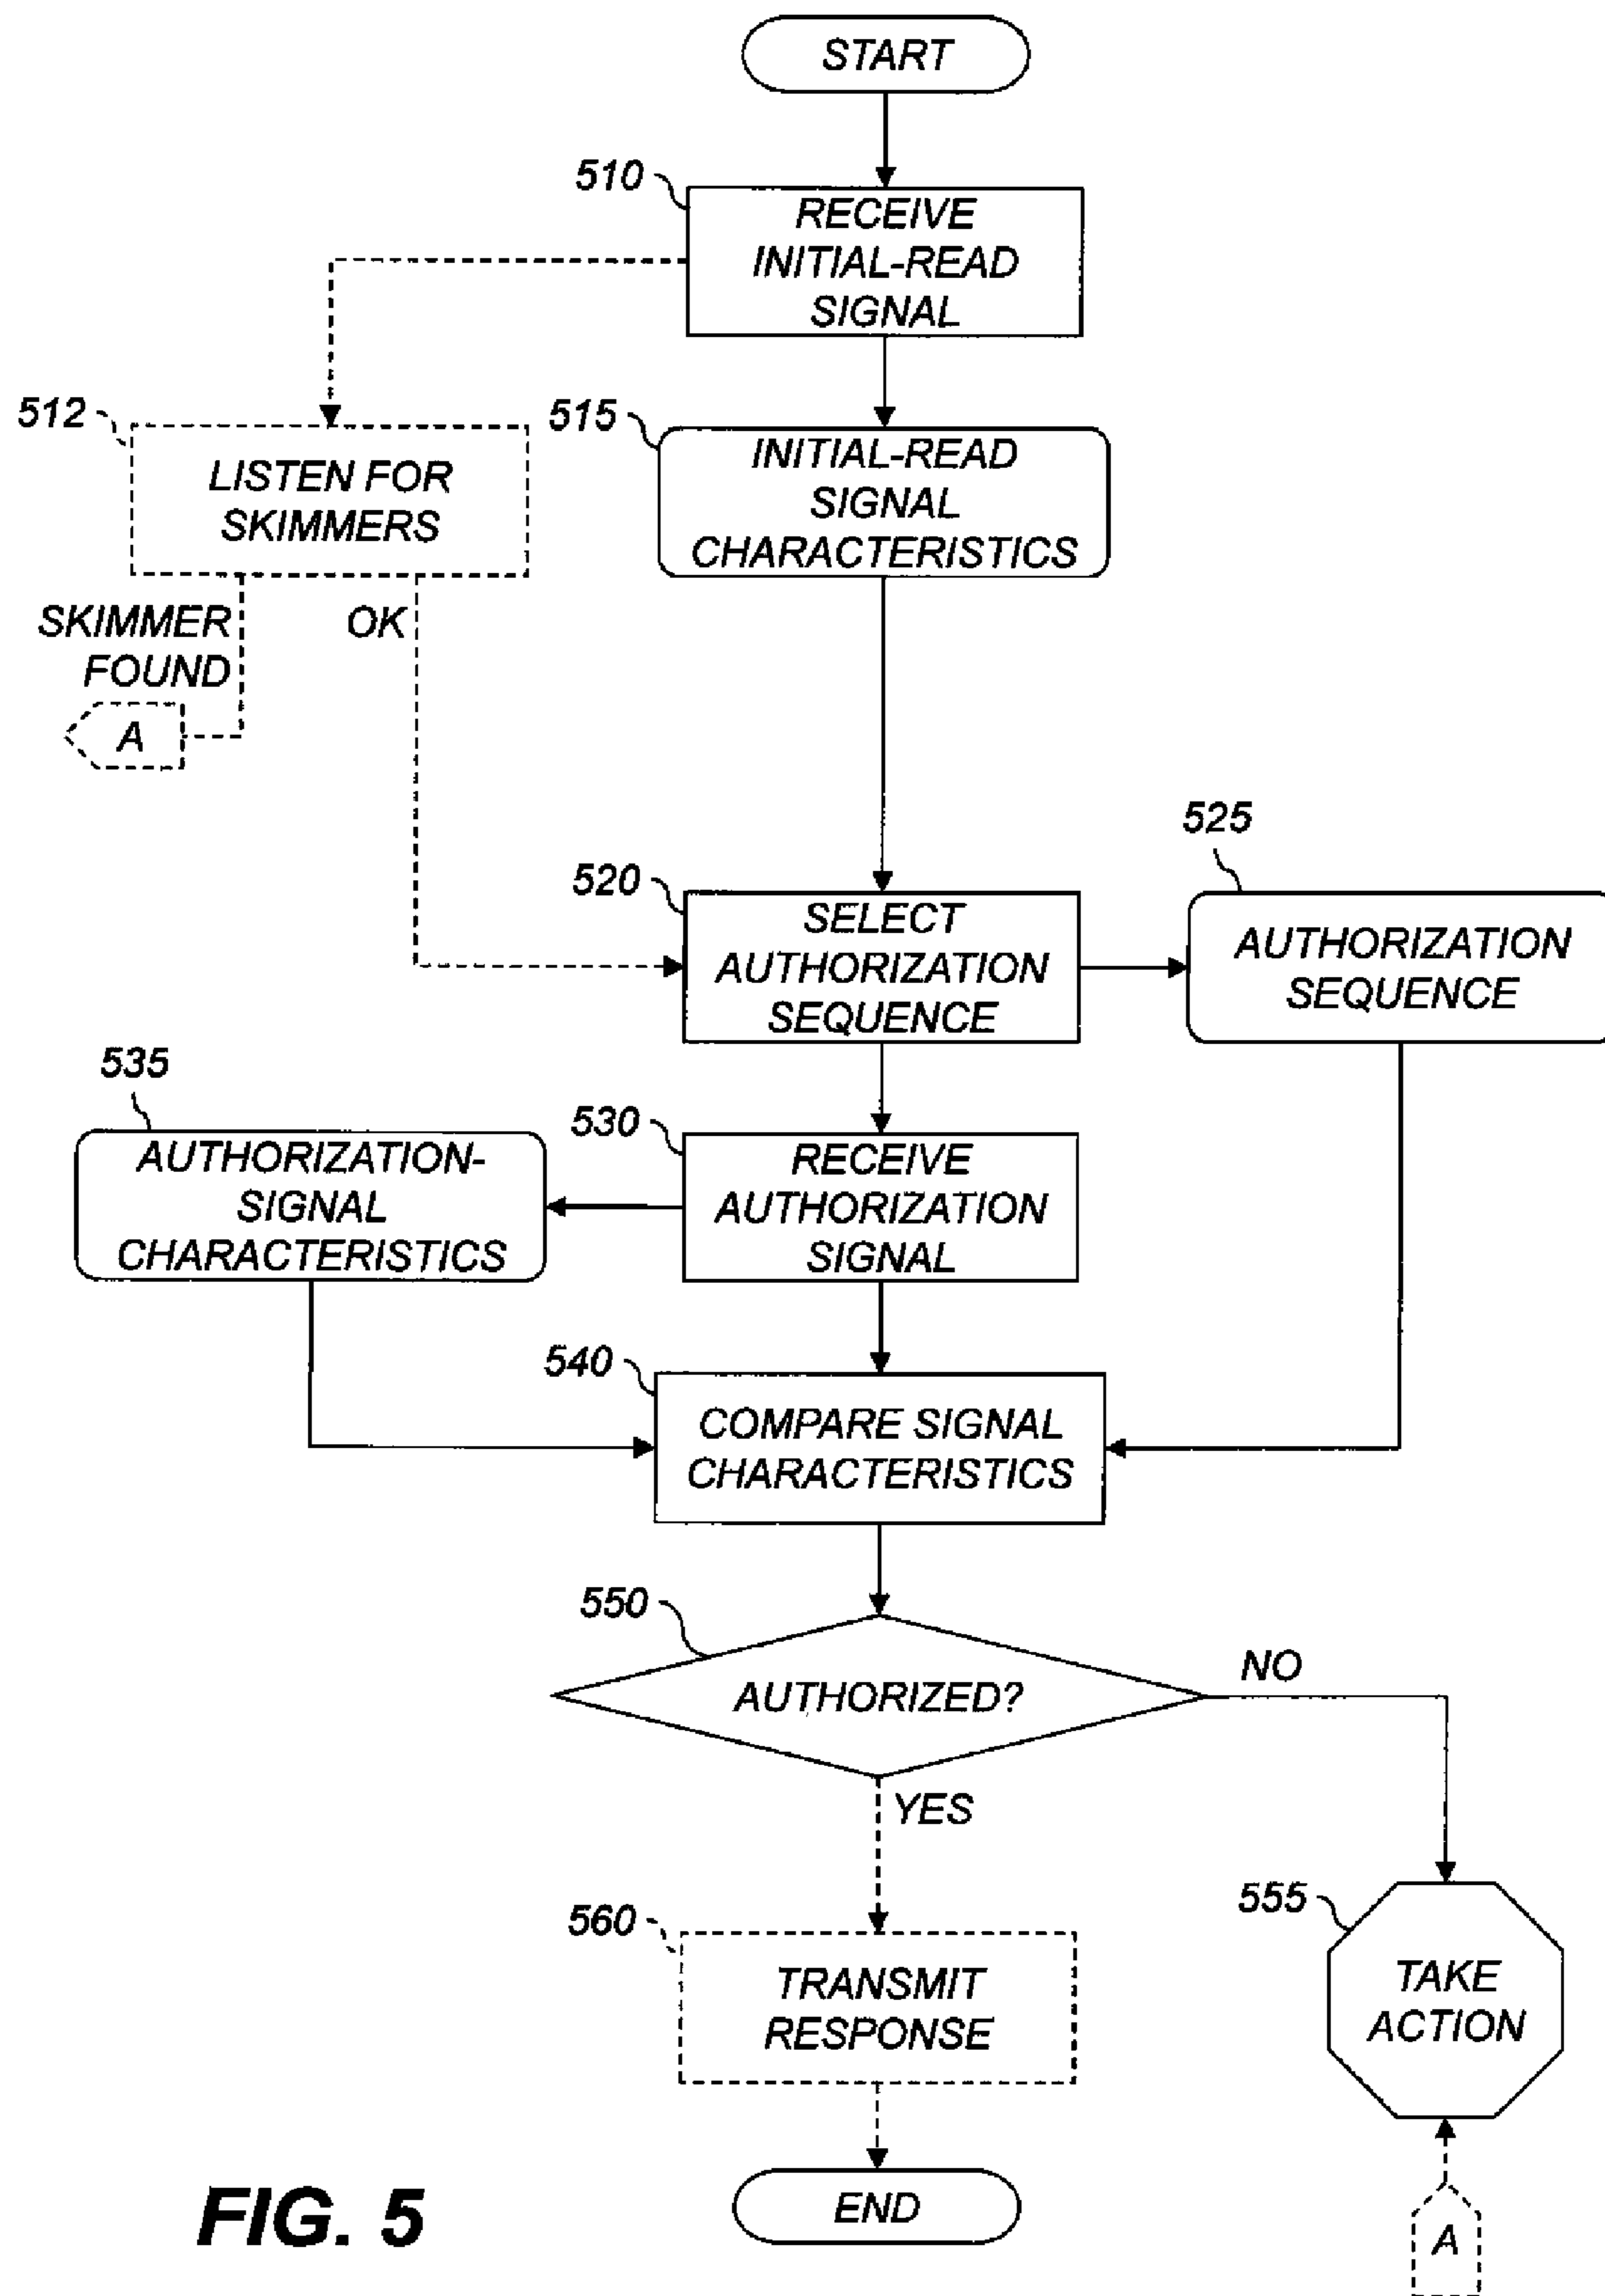 START
510
RECEIVE
INITIAL-READ
SIGNAL
512
LISTEN FOR
SKIMMERS
515
INITIAL-READ
SIGNAL
CHARACTERISTICS
SKIMMER
FOUND
OK
A
520
SELECT
AUTHORIZATION
SEQUENCE
525
AUTHORIZATION
SEQUENCE
535
AUTHORIZATION-
SIGNAL
CHARACTERISTICS
530
RECEIVE
AUTHORIZATION
SIGNAL
540
COMPARE SIGNAL
CHARACTERISTICS
550
AUTHORIZED?
NO
YES
560
TRANSMIT
RESPONSE
555
TAKE
ACTION
END
A
FIG. 5